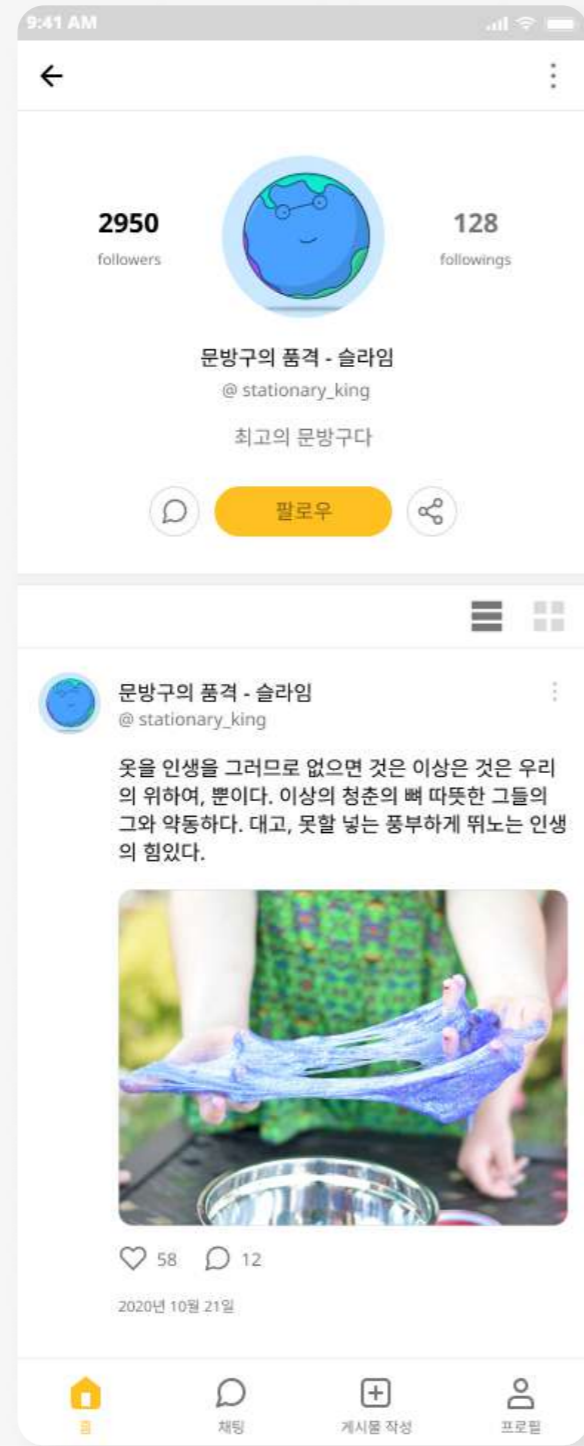 9:41 AM
2950
followers
128
followings
문방구의 품격 - 슬라임
@ stationary_king
최고의 문방구다
팔로우
문방구의 품격 - 슬라임
@ stationary_king
옷을 인생을 그러므로 없으면 것은 이상은 것은 우리
의 위하여, 뿐이다. 이상의 청춘의 뼈 따뜻한 그들의
그와 약동하다. 대고, 못할 넣는 풍부하게 뛰노는 인생
의 힘있다.
58
12
2020년 10월 21일
홈
채팅
게시물 작성
프로필